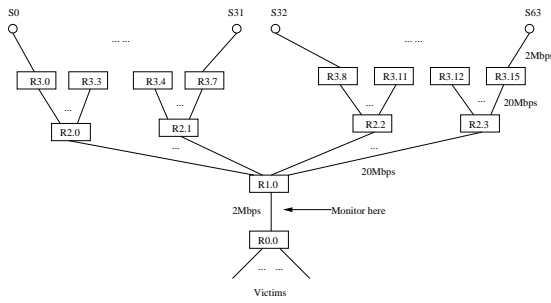 S0 S31 S32 S63
... ... ... ...
2Mbps
R3.0 R3.3 R3.4 R3.7 R3.8 R3.11 R3.12 R3.15
... ... ... ... 20Mbps
R2.0 R2.1 R2.2 R2.3
... ... ...
20Mbps
R1.0
2Mbps Monitor here
R0.0
... ...
Victims